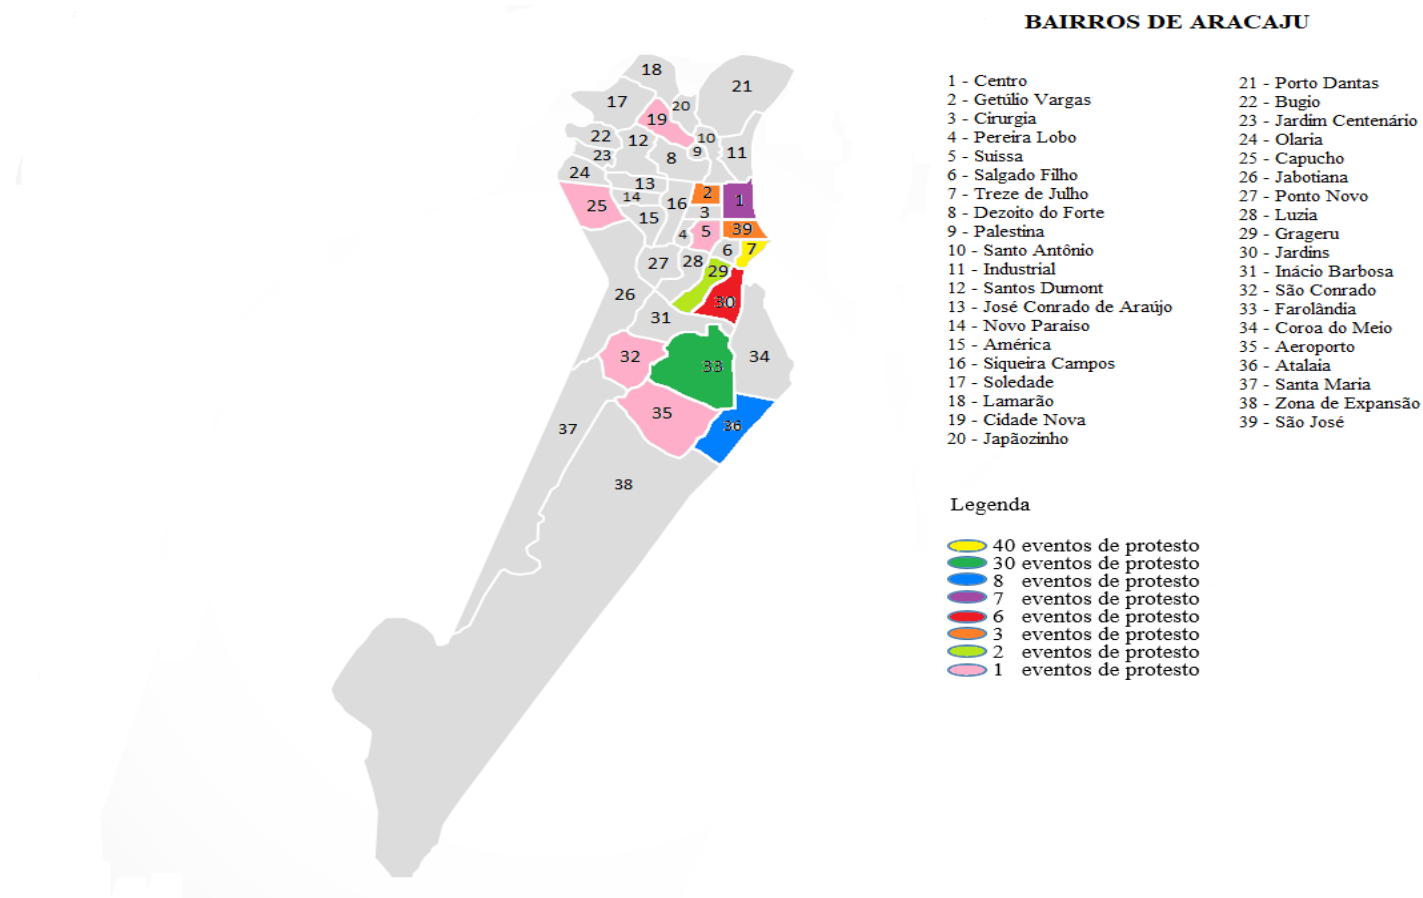 BAIRROS DE ARACAJU
1 - Centro
2 - Getúlio Vargas
3 - Cirurgia
4 - Pereira Lobo
5 - Suissa
6 - Salgado Filho
7 - Treze de Julho
8 - Dezoito do Forte
9 - Palestina
10 - Santo Antônio
11 - Industrial
12 - Santos Dumont
13 - José Conrado de Araújo
14 - Novo Paraíso
15 - América
16 - Siqueira Campos
17 - Soledade
18 - Lamarão
19 - Cidade Nova
20 - Japãozinho
21 - Porto Dantas
22 - Bugio
23 - Jardim Centenário
24 - Olaria
25 - Capucho
26 - Jabotiana
27 - Ponto Novo
28 - Luzia
29 - Grageru
30 - Jardins
31 - Inácio Barbosa
32 - São Conrado
33 - Farolândia
34 - Coroa do Meio
35 - Aeroporto
36 - Atalaia
37 - Santa Maria
38 - Zona de Expansão
39 - São José
Legenda
40 eventos de protesto
30 eventos de protesto
8 eventos de protesto
7 eventos de protesto
6 eventos de protesto
3 eventos de protesto
2 eventos de protesto
1 eventos de protesto
18
21
17
20
19
22
12
10
9
11
23
8
24
13
14
2
16
1
25
3
15
5
39
4
6
7
27
28
29
26
30
31
32
34
33
35
36
37
38